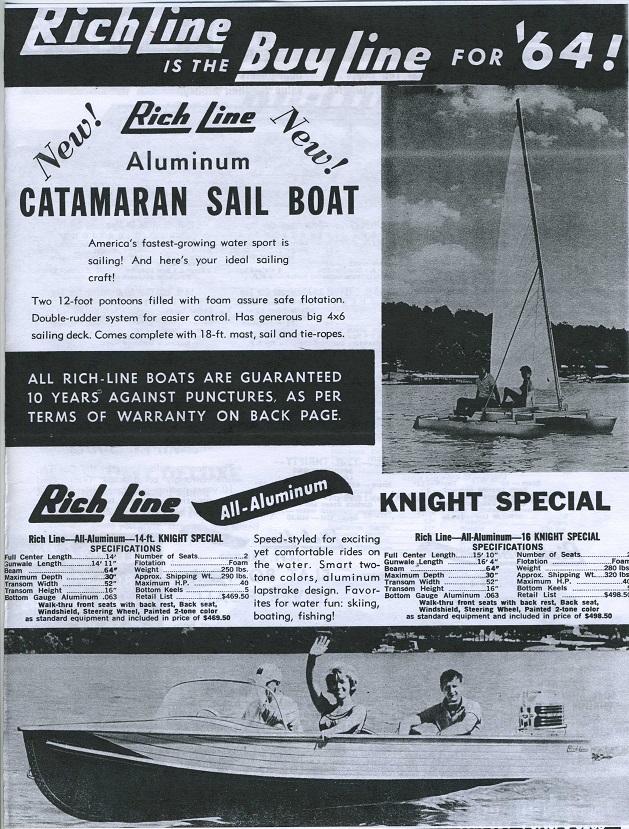 Rich Line
IS THE Buy Line FOR '64!
New! Rich Line New!
Aluminum
CATAMARAN SAIL BOAT
America's fastest-growing water sport is
sailing! And here's your ideal sailing
craft!
Two 12-foot pontoons filled with foam assure safe flotation.
Double-rudder system for easier control. Has generous big 4x6
sailing deck. Comes complete with 18-ft. mast, sail and tie-ropes.
ALL RICH-LINE BOATS ARE GUARANTEED
10 YEARS AGAINST PUNCTURES, AS PER
TERMS OF WARRANTY ON BACK PAGE.
Rich Line All-Aluminum KNIGHT SPECIAL
Rich Line—All-Aluminum—14-ft. KNIGHT SPECIAL
SPECIFICATIONS
Full Center Length 14'
Gunwale Length 14' 11"
Beam 64"
Maximum Depth 30"
Transom Width 52"
Transom Height 16"
Bottom Gauge Aluminum .063
Number of Seats 2
Flotation Foam
Weight 250 lbs.
Approx. Shipping Wt. 290 lbs.
Maximum H.P. 40
Bottom Keels 5
Retail List $469.50
Walk-thru front seats with back rest, Back seat,
Windshield, Steering Wheel, Painted 2-tone color
as standard equipment and included in price of $469.50
Speed-styled for exciting
yet comfortable rides on
the water. Smart two-
tone colors, aluminum
lapstrake design. Favor-
ites for water fun: skiing,
boating, fishing!
Rich Line—All-Aluminum—16 KNIGHT SPECIAL
SPECIFICATIONS
Full Center Length 15' 10"
Gunwale Length 16' 4"
Beam 64"
Maximum Depth 30"
Transom Width 52"
Transom Height 16"
Bottom Gauge Aluminum .063
Number of Seats 2
Flotation Foam
Weight 280 lbs
Approx. Shipping Wt. 320 lbs
Maximum H.P. 40
Bottom Keels
Retail List $498.50
Walk-thru front seats with back rest, Back seat,
Windshield, Steering Wheel, Painted 2-tone color
as standard equipment and included in price of $498.50